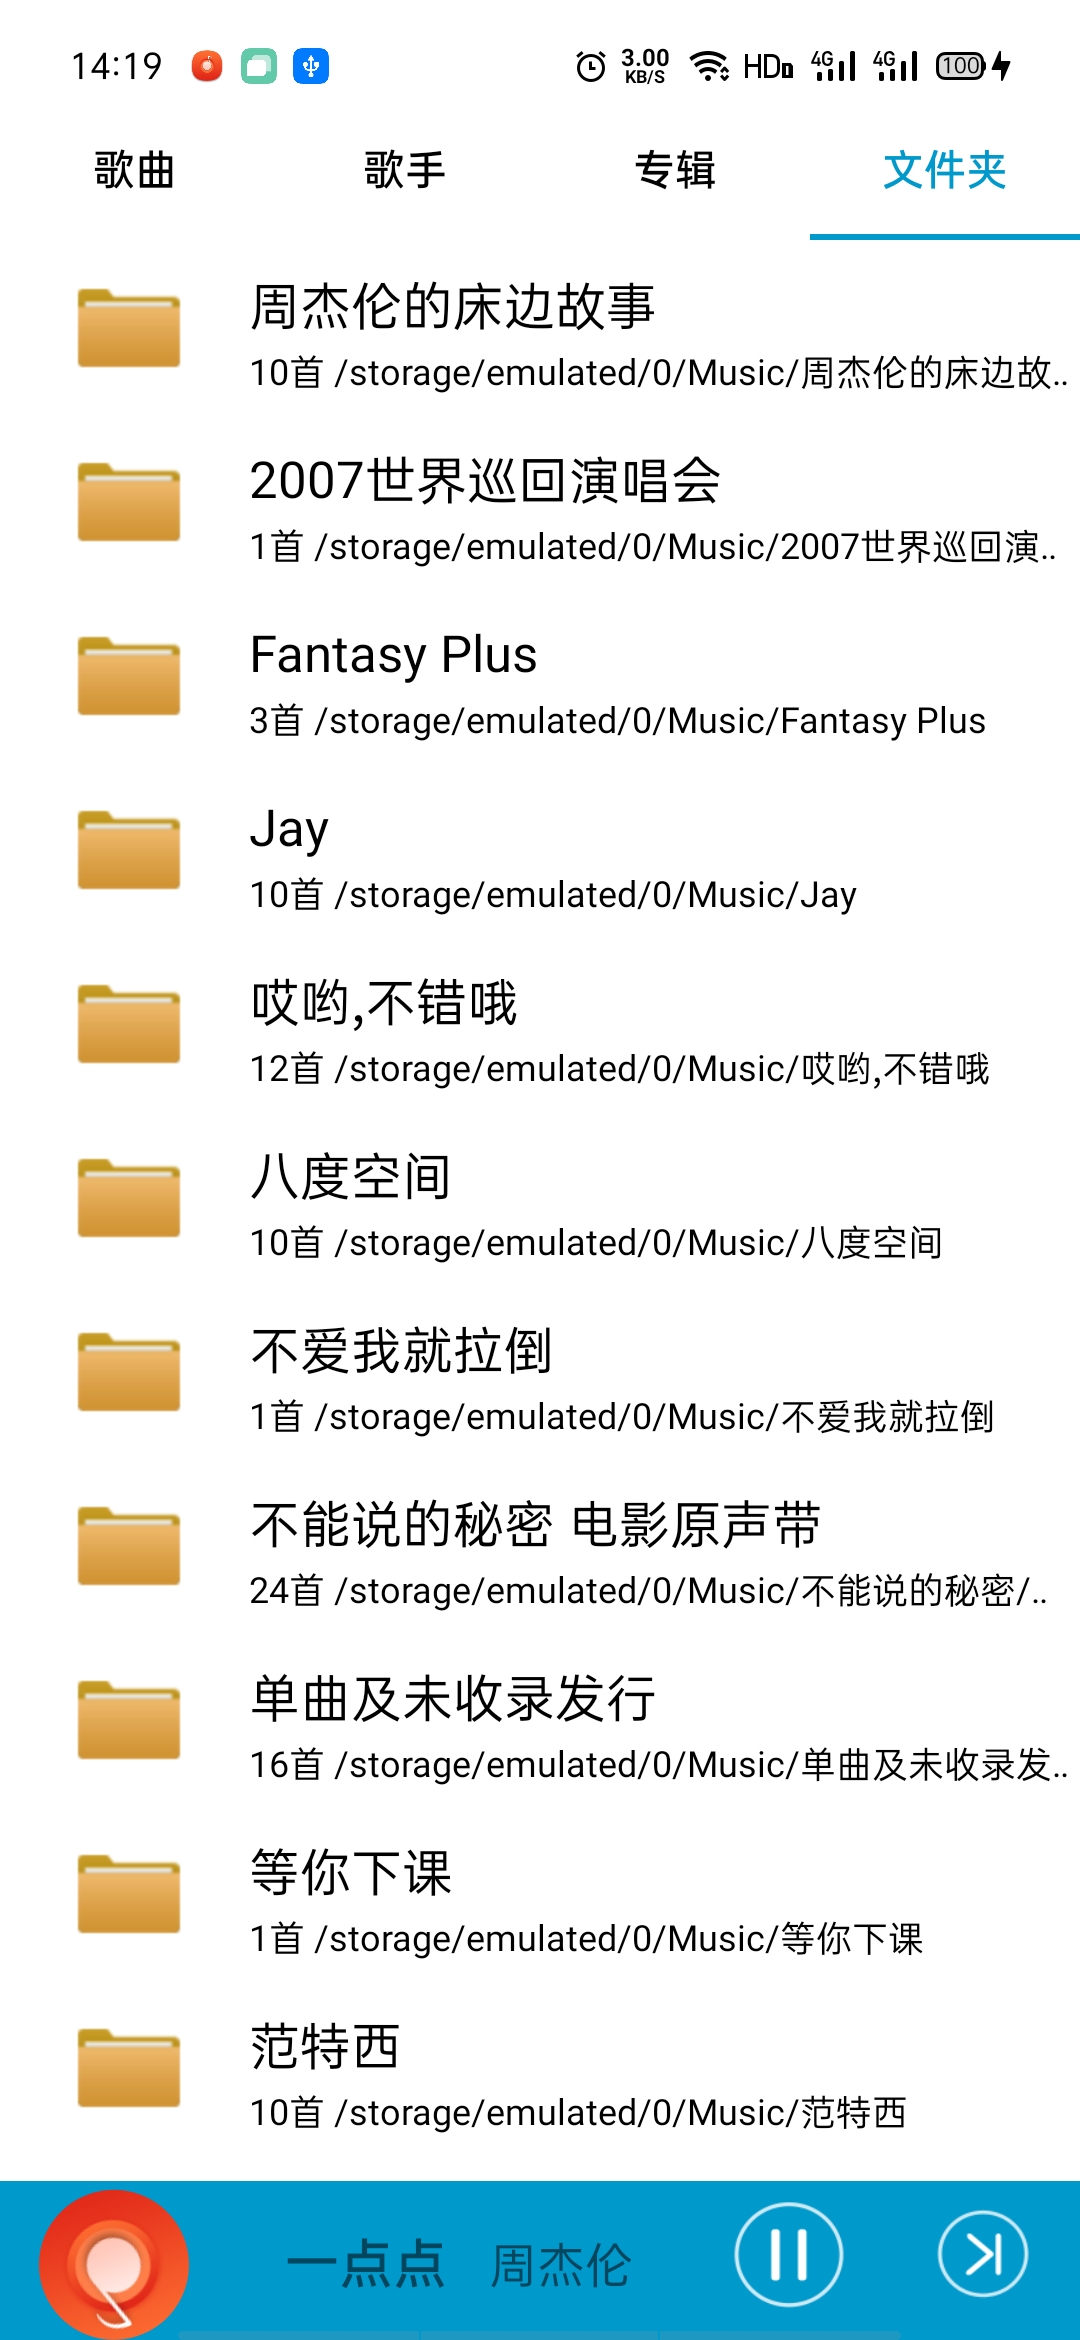 14:19 3.00 KB/S HD 4G 4G 100
歌曲 歌手 专辑 文件夹
周杰伦的床边故事
10首 /storage/emulated/0/Music/周杰伦的床边故..
2007世界巡回演唱会
1首 /storage/emulated/0/Music/2007世界巡回演..
Fantasy Plus
3首 /storage/emulated/0/Music/Fantasy Plus
Jay
10首 /storage/emulated/0/Music/Jay
哎哟,不错哦
12首 /storage/emulated/0/Music/哎哟,不错哦
八度空间
10首 /storage/emulated/0/Music/八度空间
不爱我就拉倒
1首 /storage/emulated/0/Music/不爱我就拉倒
不能说的秘密 电影原声带
24首 /storage/emulated/0/Music/不能说的秘密/..
单曲及未收录发行
16首 /storage/emulated/0/Music/单曲及未收录发..
等你下课
1首 /storage/emulated/0/Music/等你下课
范特西
10首 /storage/emulated/0/Music/范特西
一点点 周杰伦